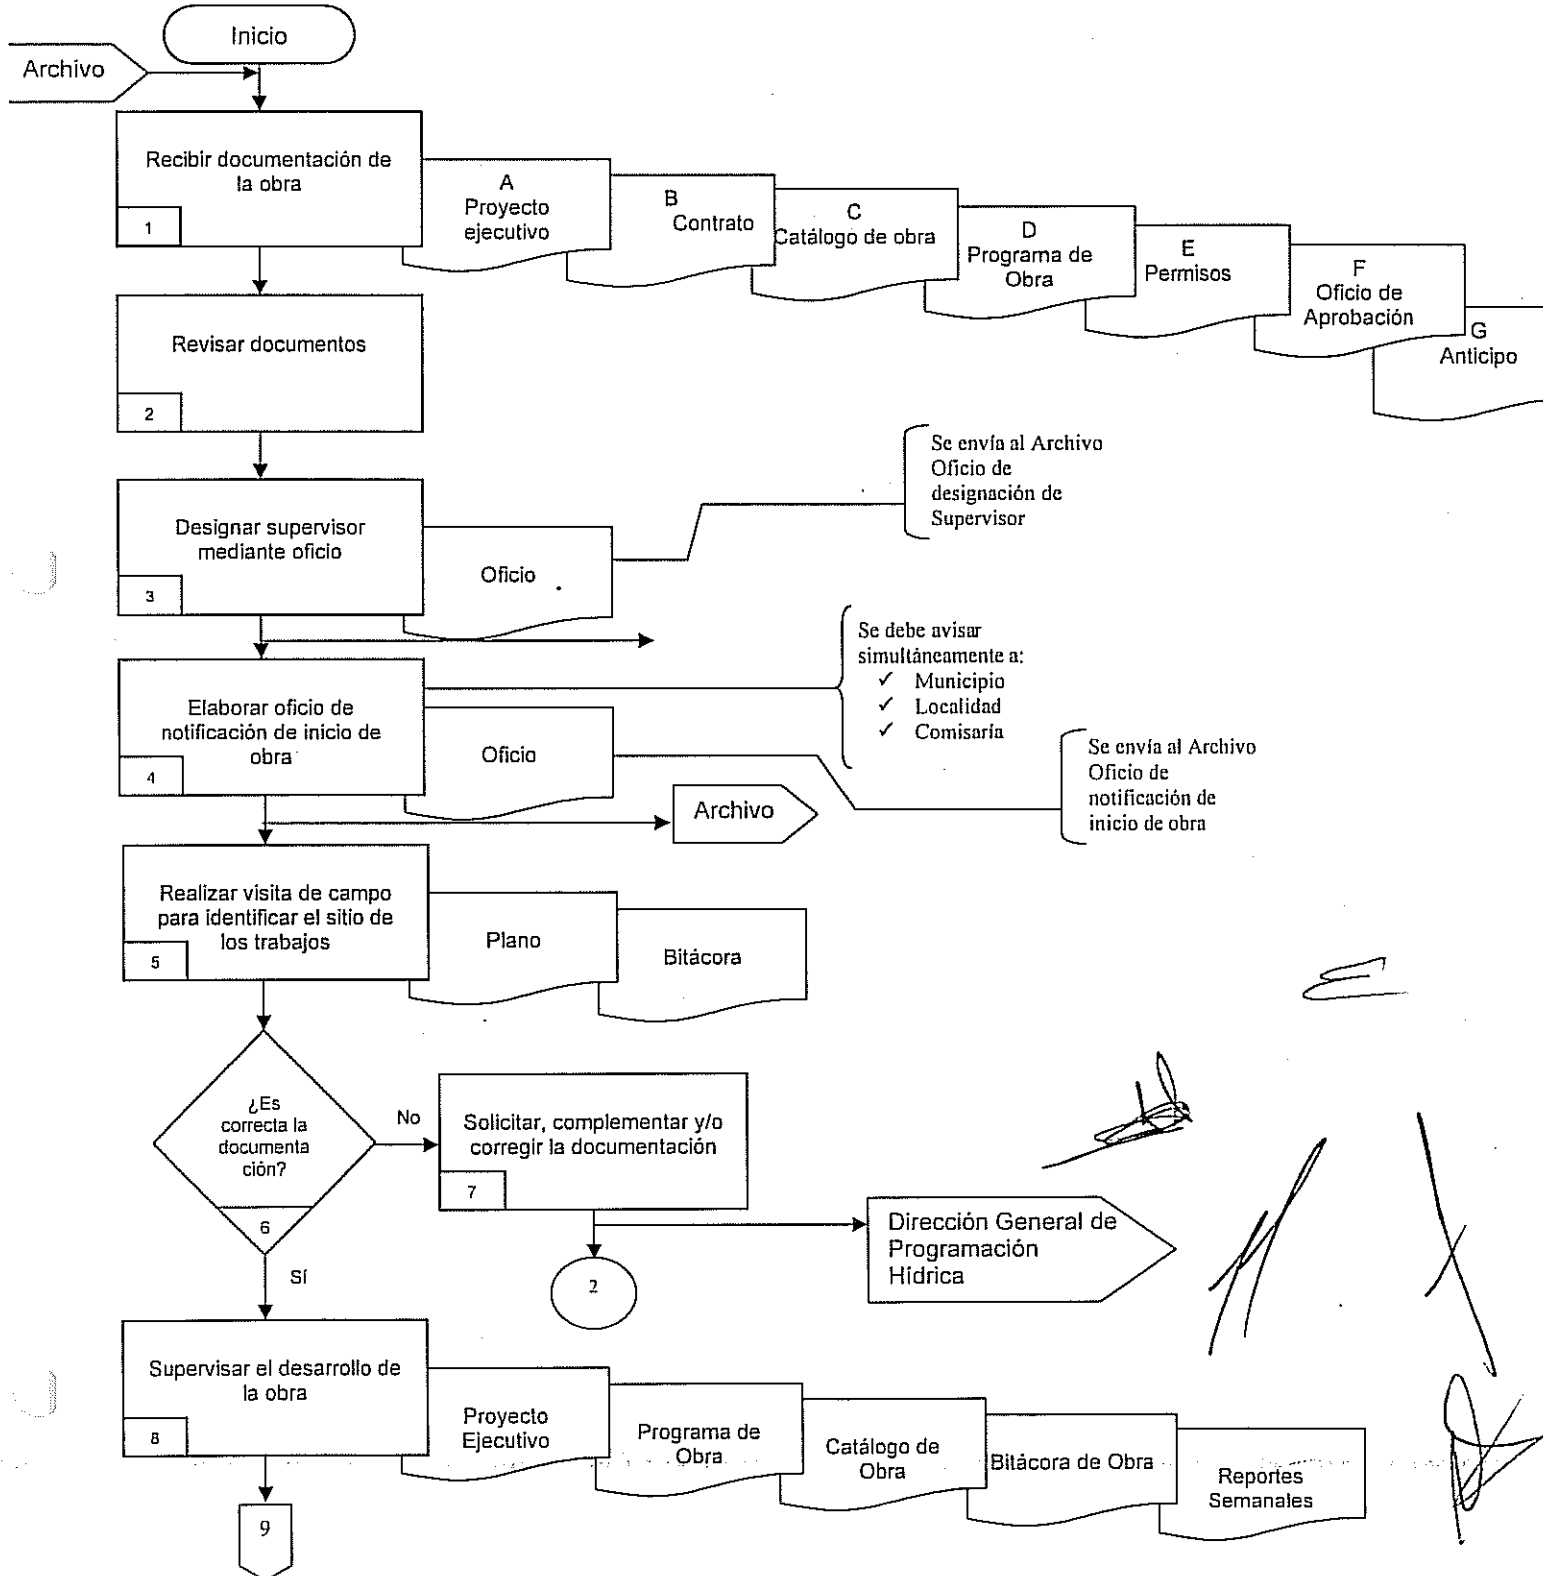 Inicio
Archivo
Recibir documentación de
la obra
1
A
Proyecto
ejecutivo
B
Contrato
C
Catálogo de obra
D
Programa de
Obra
E
Permisos
F
Oficio de
Aprobación
G
Anticipo
Revisar documentos
2
Se envía al Archivo
Oficio de
designación de
Supervisor
Designar supervisor
mediante oficio
3
Oficio
Se debe avisar
simultáneamente a:
✓ Municipio
✓ Localidad
✓ Comisaría
Elaborar oficio de
notificación de inicio de
obra
4
Oficio
Se envía al Archivo
Oficio de
notificación de
inicio de obra
Archivo
Realizar visita de campo
para identificar el sitio de
los trabajos
5
Plano
Bitácora
¿Es
correcta la
documenta
ción?
6
No
Solicitar, complementar y/o
corregir la documentación
7
Dirección General de
Programación
Hídrica
2
Sí
Supervisar el desarrollo de
la obra
8
Proyecto
Ejecutivo
Programa de
Obra
Catálogo de
Obra
Bitácora de Obra
Reportes
Semanales
9